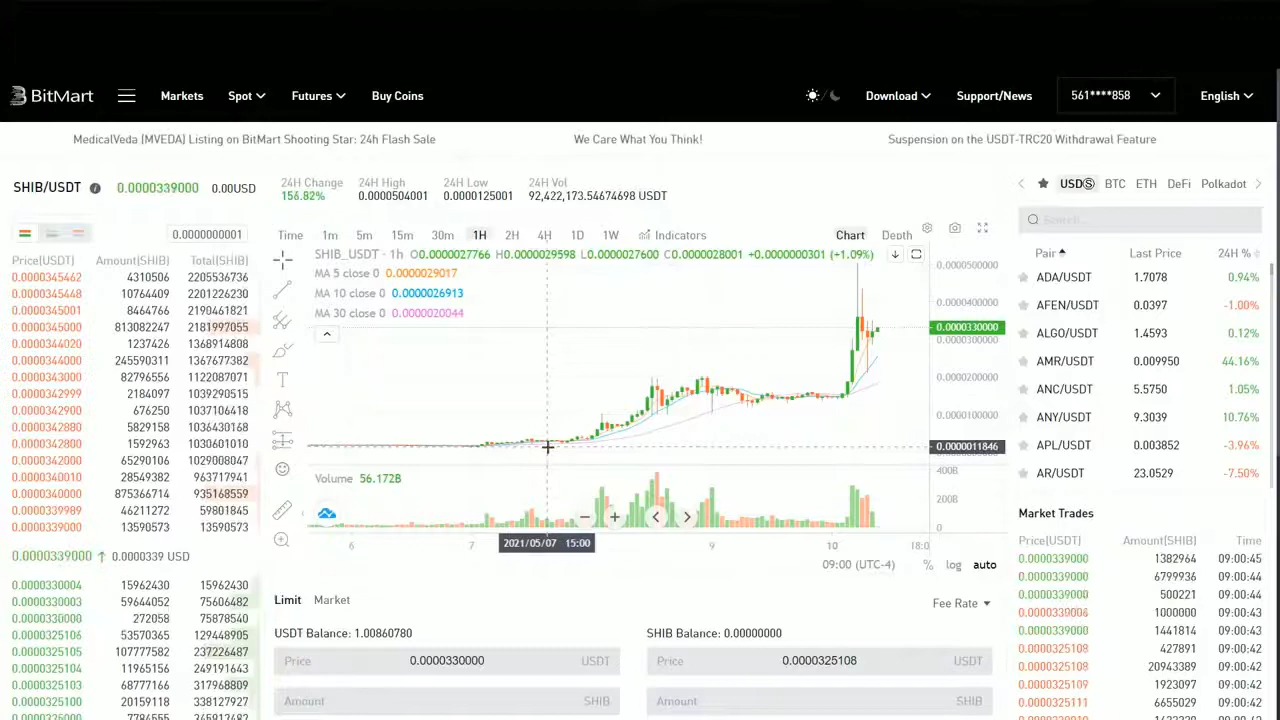 BitMart Markets Spot Futures Buy Coins Download Support/News 561****858 English
MedicalVeda (MVEDA) Listing on BitMart Shooting Star: 24h Flash Sale We Care What You Think! Suspension on the USDT-TRC20 Withdrawal Feature
SHIB/USDT 0.0000339000 0.00USD
24H Change 24H High 24H Low 24H Vol
156.82% 0.0000504001 0.0000125001 92,422,173.54674698 USDT
0.0000000001
Price(USDT) Amount(SHIB) Total(SHIB)
0.0000345462 4310506 2205536736
0.0000345448 10764409 2201226230
0.0000345001 8464766 2190461821
0.0000345000 813082247 2181997055
0.0000344020 1237426 1368914808
0.0000344000 245590311 1367677382
0.0000343000 82796556 1122087071
0.0000342999 2184097 1039290515
0.0000342900 676250 1037106418
0.0000342880 5829158 1036430168
0.0000342800 1592963 1030601010
0.0000342000 65290106 1029008047
0.0000340010 28549382 963717941
0.0000340000 875366714 935168559
0.0000339989 46211272 59801845
0.0000339000 13590573 13590573
0.0000339000 ↑ 0.0000339 USD
0.0000330004 15962430 15962430
0.0000330003 59644052 75606482
0.0000330000 272058 75878540
0.0000325106 53570365 129448905
0.0000325105 107777582 237226487
0.0000325104 11965156 249191643
0.0000325103 68777166 317968809
0.0000325100 20159118 338127927
Time 1m 5m 15m 30m 1H 2H 4H 1D 1W Indicators Chart Depth
SHIB_USDT - 1h O0.0000027766 H0.0000029598 L0.0000027600 C0.0000028001 +0.0000000301 (+1.09%)
MA 5 close 0 0.0000029017
MA 10 close 0 0.0000026913
MA 30 close 0 0.0000020044
0.0000500000
0.0000400000
0.0000330000
0.0000300000
0.0000200000
0.0000100000
0.0000011846
Volume 56.172B
400B
200B
0
6 7 2021/05/07 15:00 9 10 18:0
09:00 (UTC-4) % log auto
Limit Market
Fee Rate
USDT Balance: 1.00860780 SHIB Balance: 0.00000000
Price 0.0000330000 USDT Price 0.0000325108 USDT
Amount SHIB Amount SHIB
USDⓈ BTC ETH DeFi Polkadot
Search...
Pair Last Price 24H %
ADA/USDT 1.7078 0.94%
AFEN/USDT 0.0397 -1.00%
ALGO/USDT 1.4593 0.12%
AMR/USDT 0.009950 44.16%
ANC/USDT 5.5750 1.05%
ANY/USDT 9.3039 10.76%
APL/USDT 0.003852 -3.96%
AR/USDT 23.0529 -7.50%
Market Trades
Price(USDT) Amount(SHIB) Time
0.0000339000 1382964 09:00:45
0.0000339000 6799936 09:00:44
0.0000339000 500221 09:00:44
0.0000339006 1000000 09:00:43
0.0000339000 1441814 09:00:43
0.0000325108 427891 09:00:42
0.0000325108 20943389 09:00:42
0.0000325109 1923097 09:00:42
0.0000325111 6655029 09:00:42